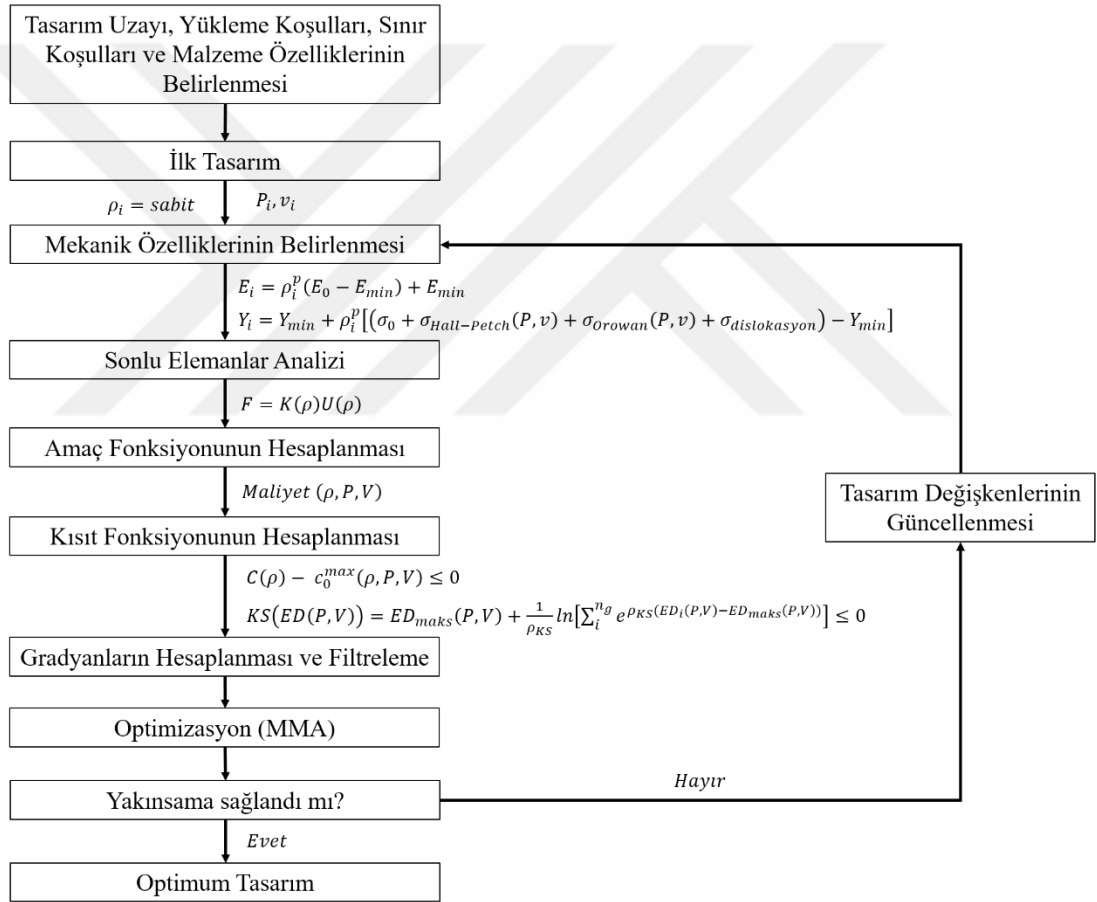 Tasarım Uzayı, Yükleme Koşulları, Sınır
Koşulları ve Malzeme Özelliklerinin
Belirlenmesi
İlk Tasarım
ρ_i = sabit
P_i, v_i
Mekanik Özelliklerinin Belirlenmesi
E_i = ρ_i^p(E_0 − E_min) + E_min
Y_i = Y_min + ρ_i^p[(σ_0 + σ_Hall−Petch(P, v) + σ_Orowan(P, v) + σ_dislokasyon) − Y_min]
Sonlu Elemanlar Analizi
F = K(ρ)U(ρ)
Amaç Fonksiyonunun Hesaplanması
Maliyet (ρ, P, V)
Kısıt Fonksiyonunun Hesaplanması
C(ρ) − c_0^max(ρ, P, V) ≤ 0
KS(ED(P, V)) = ED_maks(P, V) + 1/ρ_KS ln[∑_i^n_g e^ρ_KS(ED_i(P,V)−ED_maks(P,V))] ≤ 0
Gradyanların Hesaplanması ve Filtreleme
Optimizasyon (MMA)
Yakınsama sağlandı mı?
Evet
Optimum Tasarım
Hayır
Tasarım Değişkenlerinin
Güncellenmesi